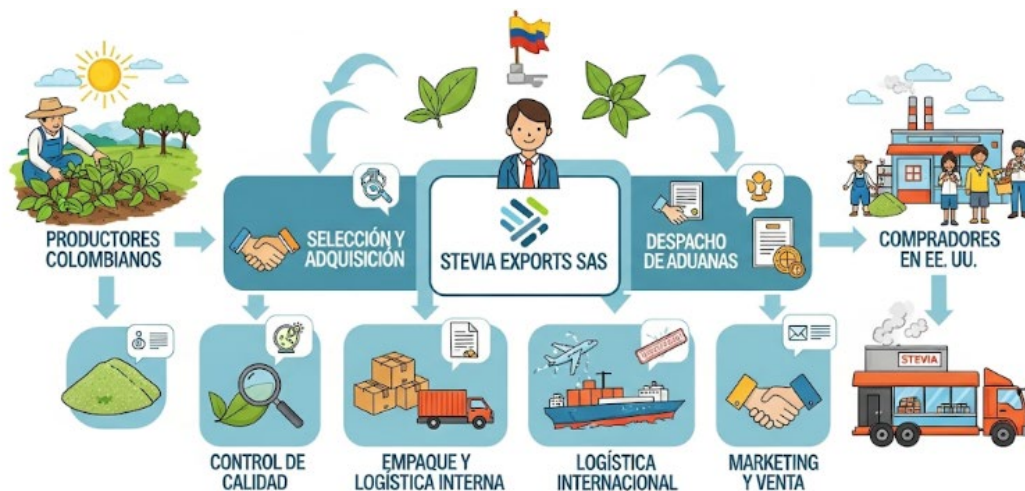 PRODUCTORES
COLOMBIANOS
SELECCIÓN Y
ADQUISICIÓN
STEVIA EXPORTS SAS
DESPACHO
DE ADUANAS
COMPRADORES
EN EE. UU.
STEVIA
CONTROL DE
CALIDAD
EMPAQUE Y
LOGÍSTICA INTERNA
LOGÍSTICA
INTERNACIONAL
MARKETING
Y VENTA